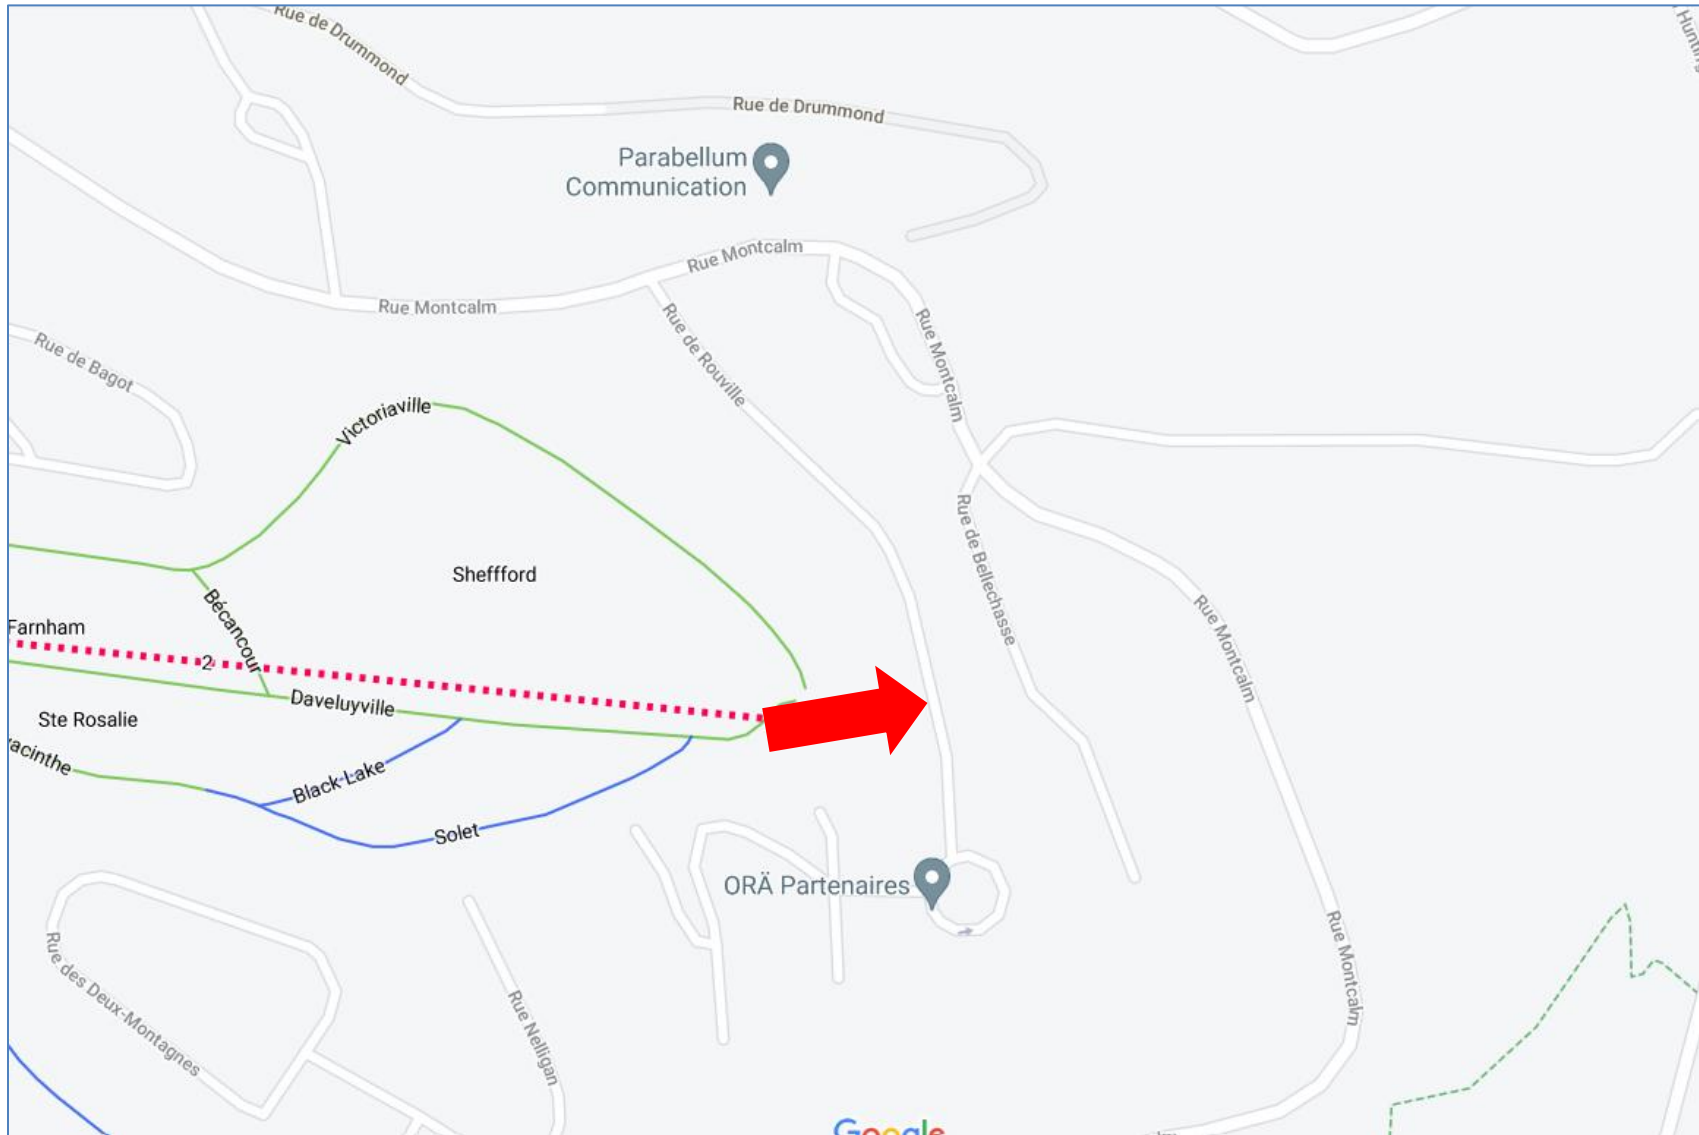 Rue de Drummond
Rue de Drummond
Parabellum
Communication
Rue Montcalm
Rue Montcalm
Rue de Bagot
Rue de Rouville
Rue Montcalm
Victoriaville
Rue de Bellechasse
Sheffford
Bécancour
Farnham
2
Rue Montcalm
Daveluyville
Ste Rosalie
acinthe
Black Lake
Solet
ORÄ Partenaires
Rue des Deux-Montagnes
Rue Nelligan
Rue Montcalm
Google